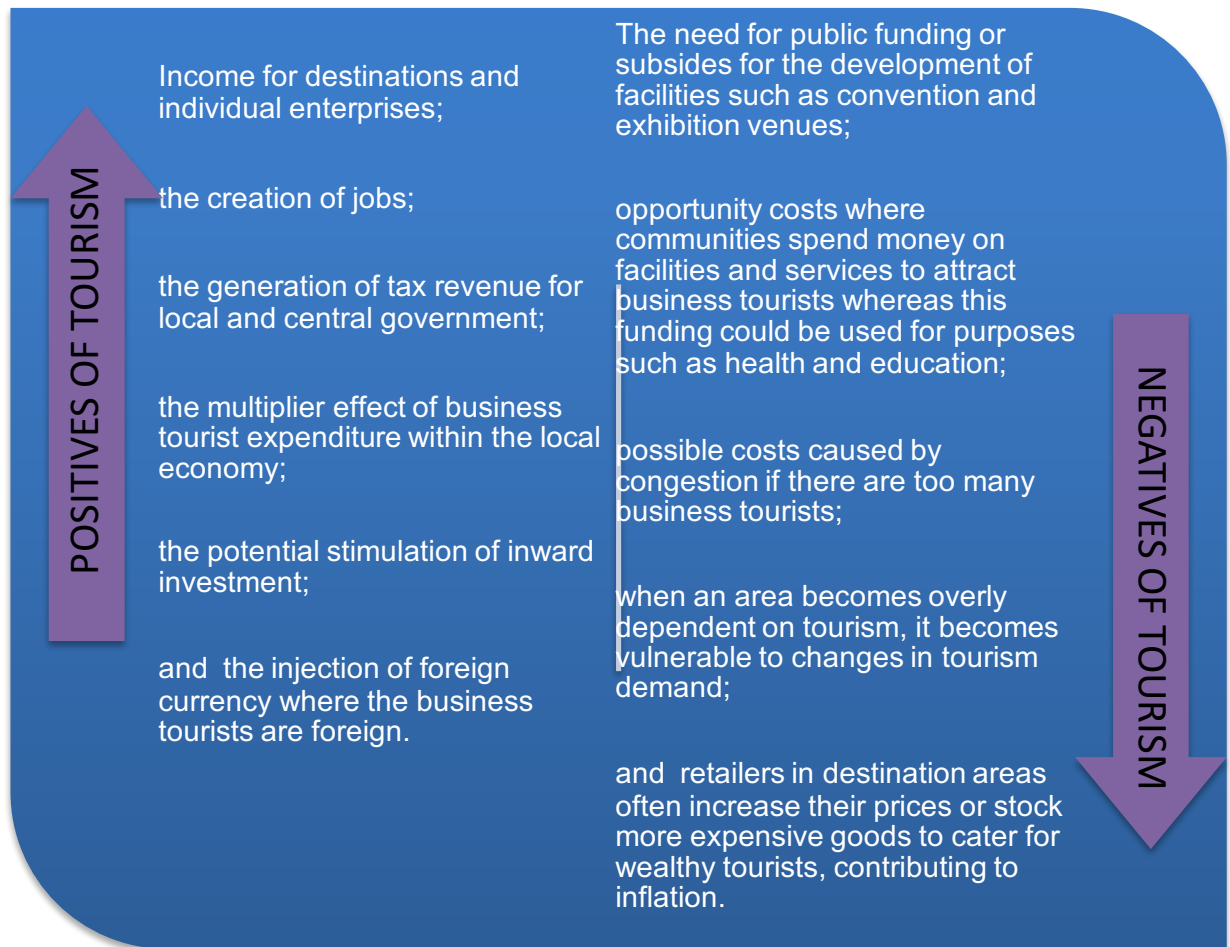 POSITIVES OF TOURISM
Income for destinations and
individual enterprises;
the creation of jobs;
the generation of tax revenue for
local and central government;
the multiplier effect of business
tourist expenditure within the local
economy;
the potential stimulation of inward
investment;
and  the injection of foreign
currency where the business
tourists are foreign.
The need for public funding or
subsides for the development of
facilities such as convention and
exhibition venues;
opportunity costs where
communities spend money on
facilities and services to attract
business tourists whereas this
funding could be used for purposes
such as health and education;
possible costs caused by
congestion if there are too many
business tourists;
when an area becomes overly
dependent on tourism, it becomes
vulnerable to changes in tourism
demand;
and  retailers in destination areas
often increase their prices or stock
more expensive goods to cater for
wealthy tourists, contributing to
inflation.
NEGATIVES OF TOURISM